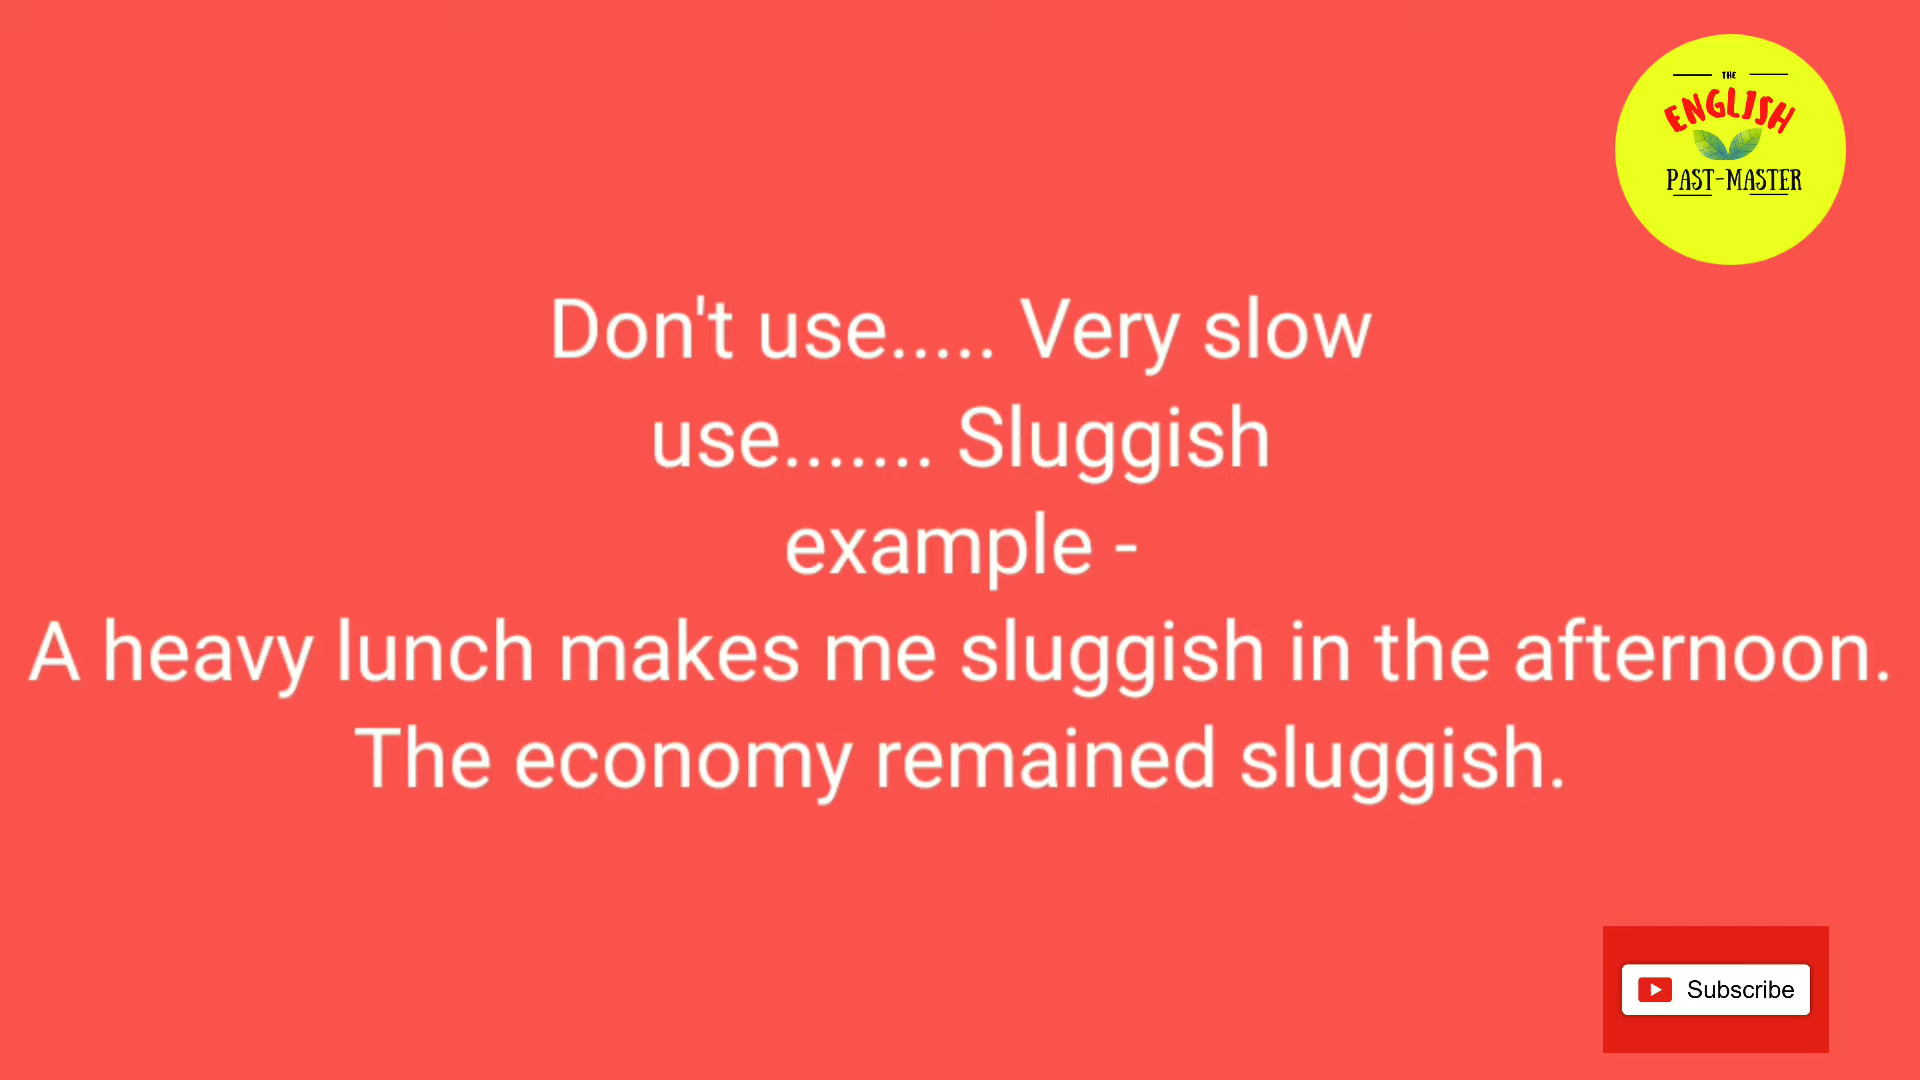 THE
ENGLISH
PAST-MASTER
Don't use..... Very slow
use....... Sluggish
example -
A heavy lunch makes me sluggish in the afternoon.
The economy remained sluggish.
Subscribe